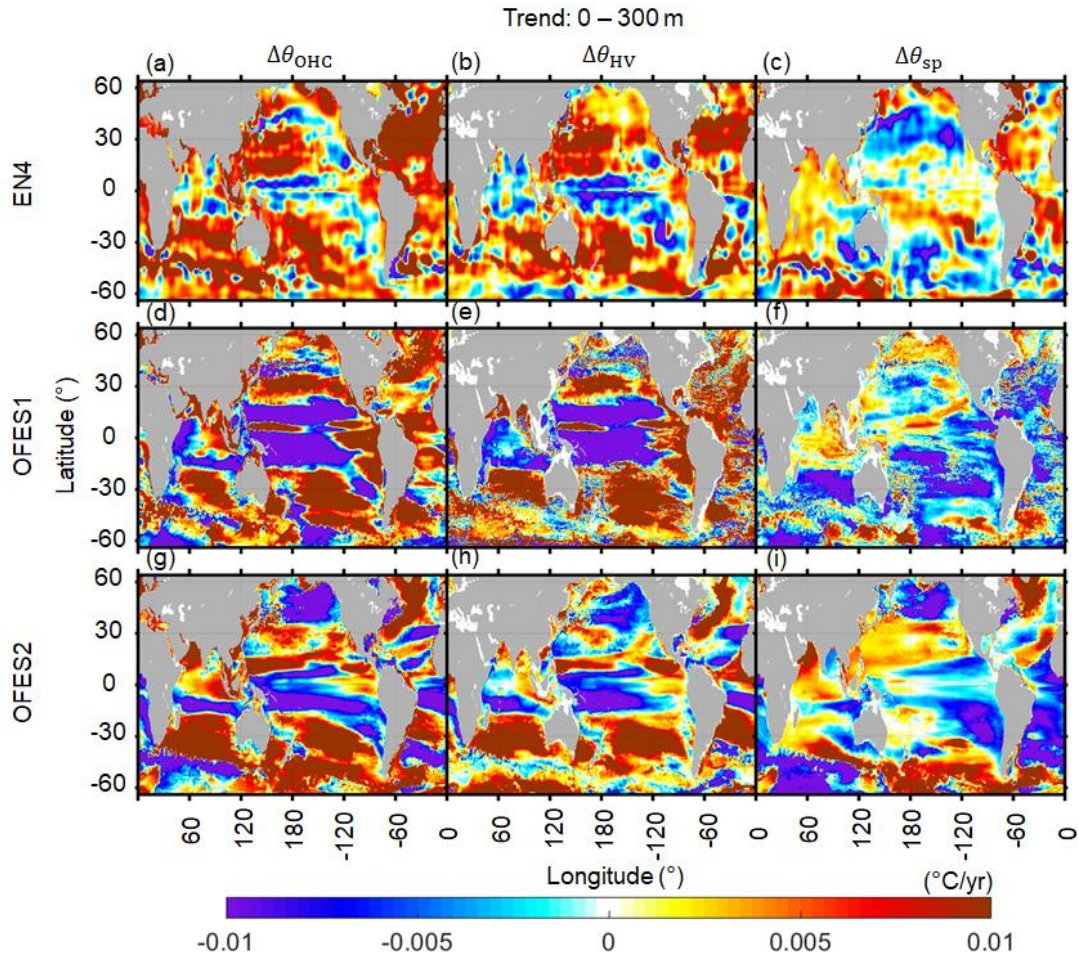 Trend: 0 – 300 m
(a) Δθ_OHC (b) Δθ_HV (c) Δθ_sp
EN4
60
30
0
-30
-60
(d) (e) (f)
OFES1
Latitude (°)
60
30
0
-30
-60
(g) (h) (i)
OFES2
60
30
0
-30
-60
60 120 180 -120 -60 0 60 120 180 -120 -60 0 60 120 180 -120 -60 0
Longitude (°)
(°C/yr)
-0.01 -0.005 0 0.005 0.01